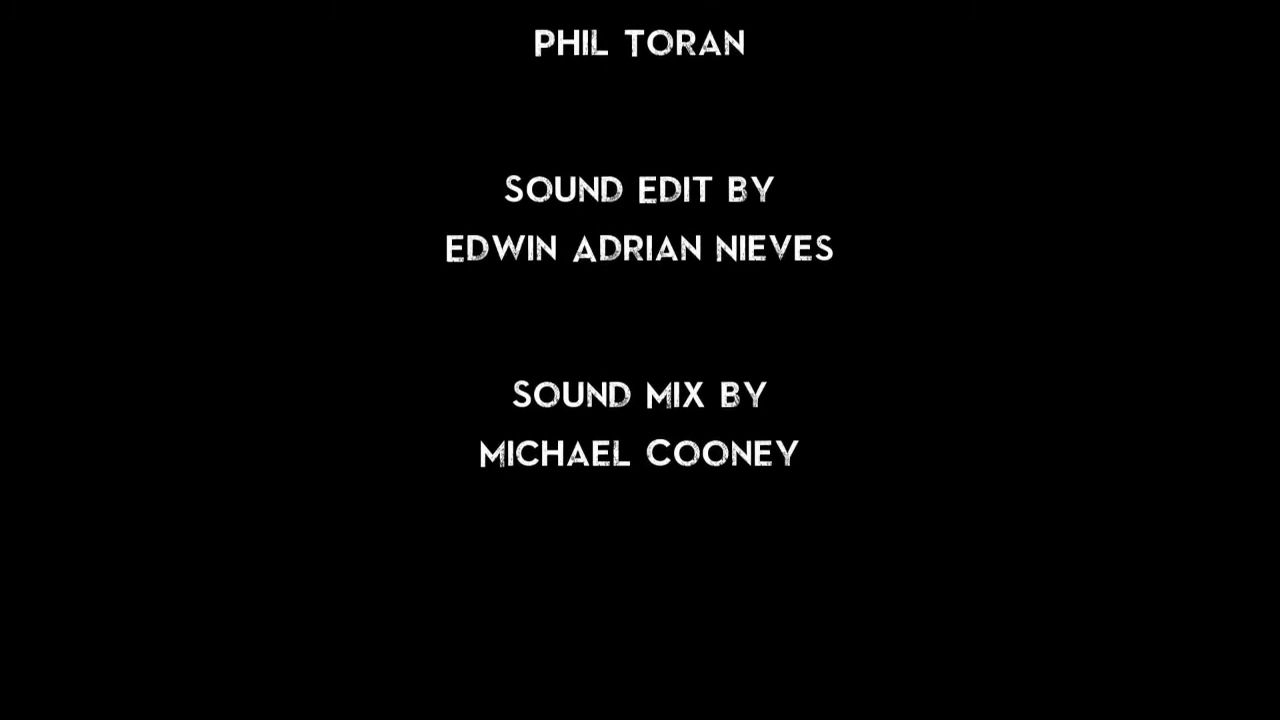 PHIL TORAN
SOUND EDIT BY
EDWIN ADRIAN NIEVES
SOUND MIX BY
MICHAEL COONEY